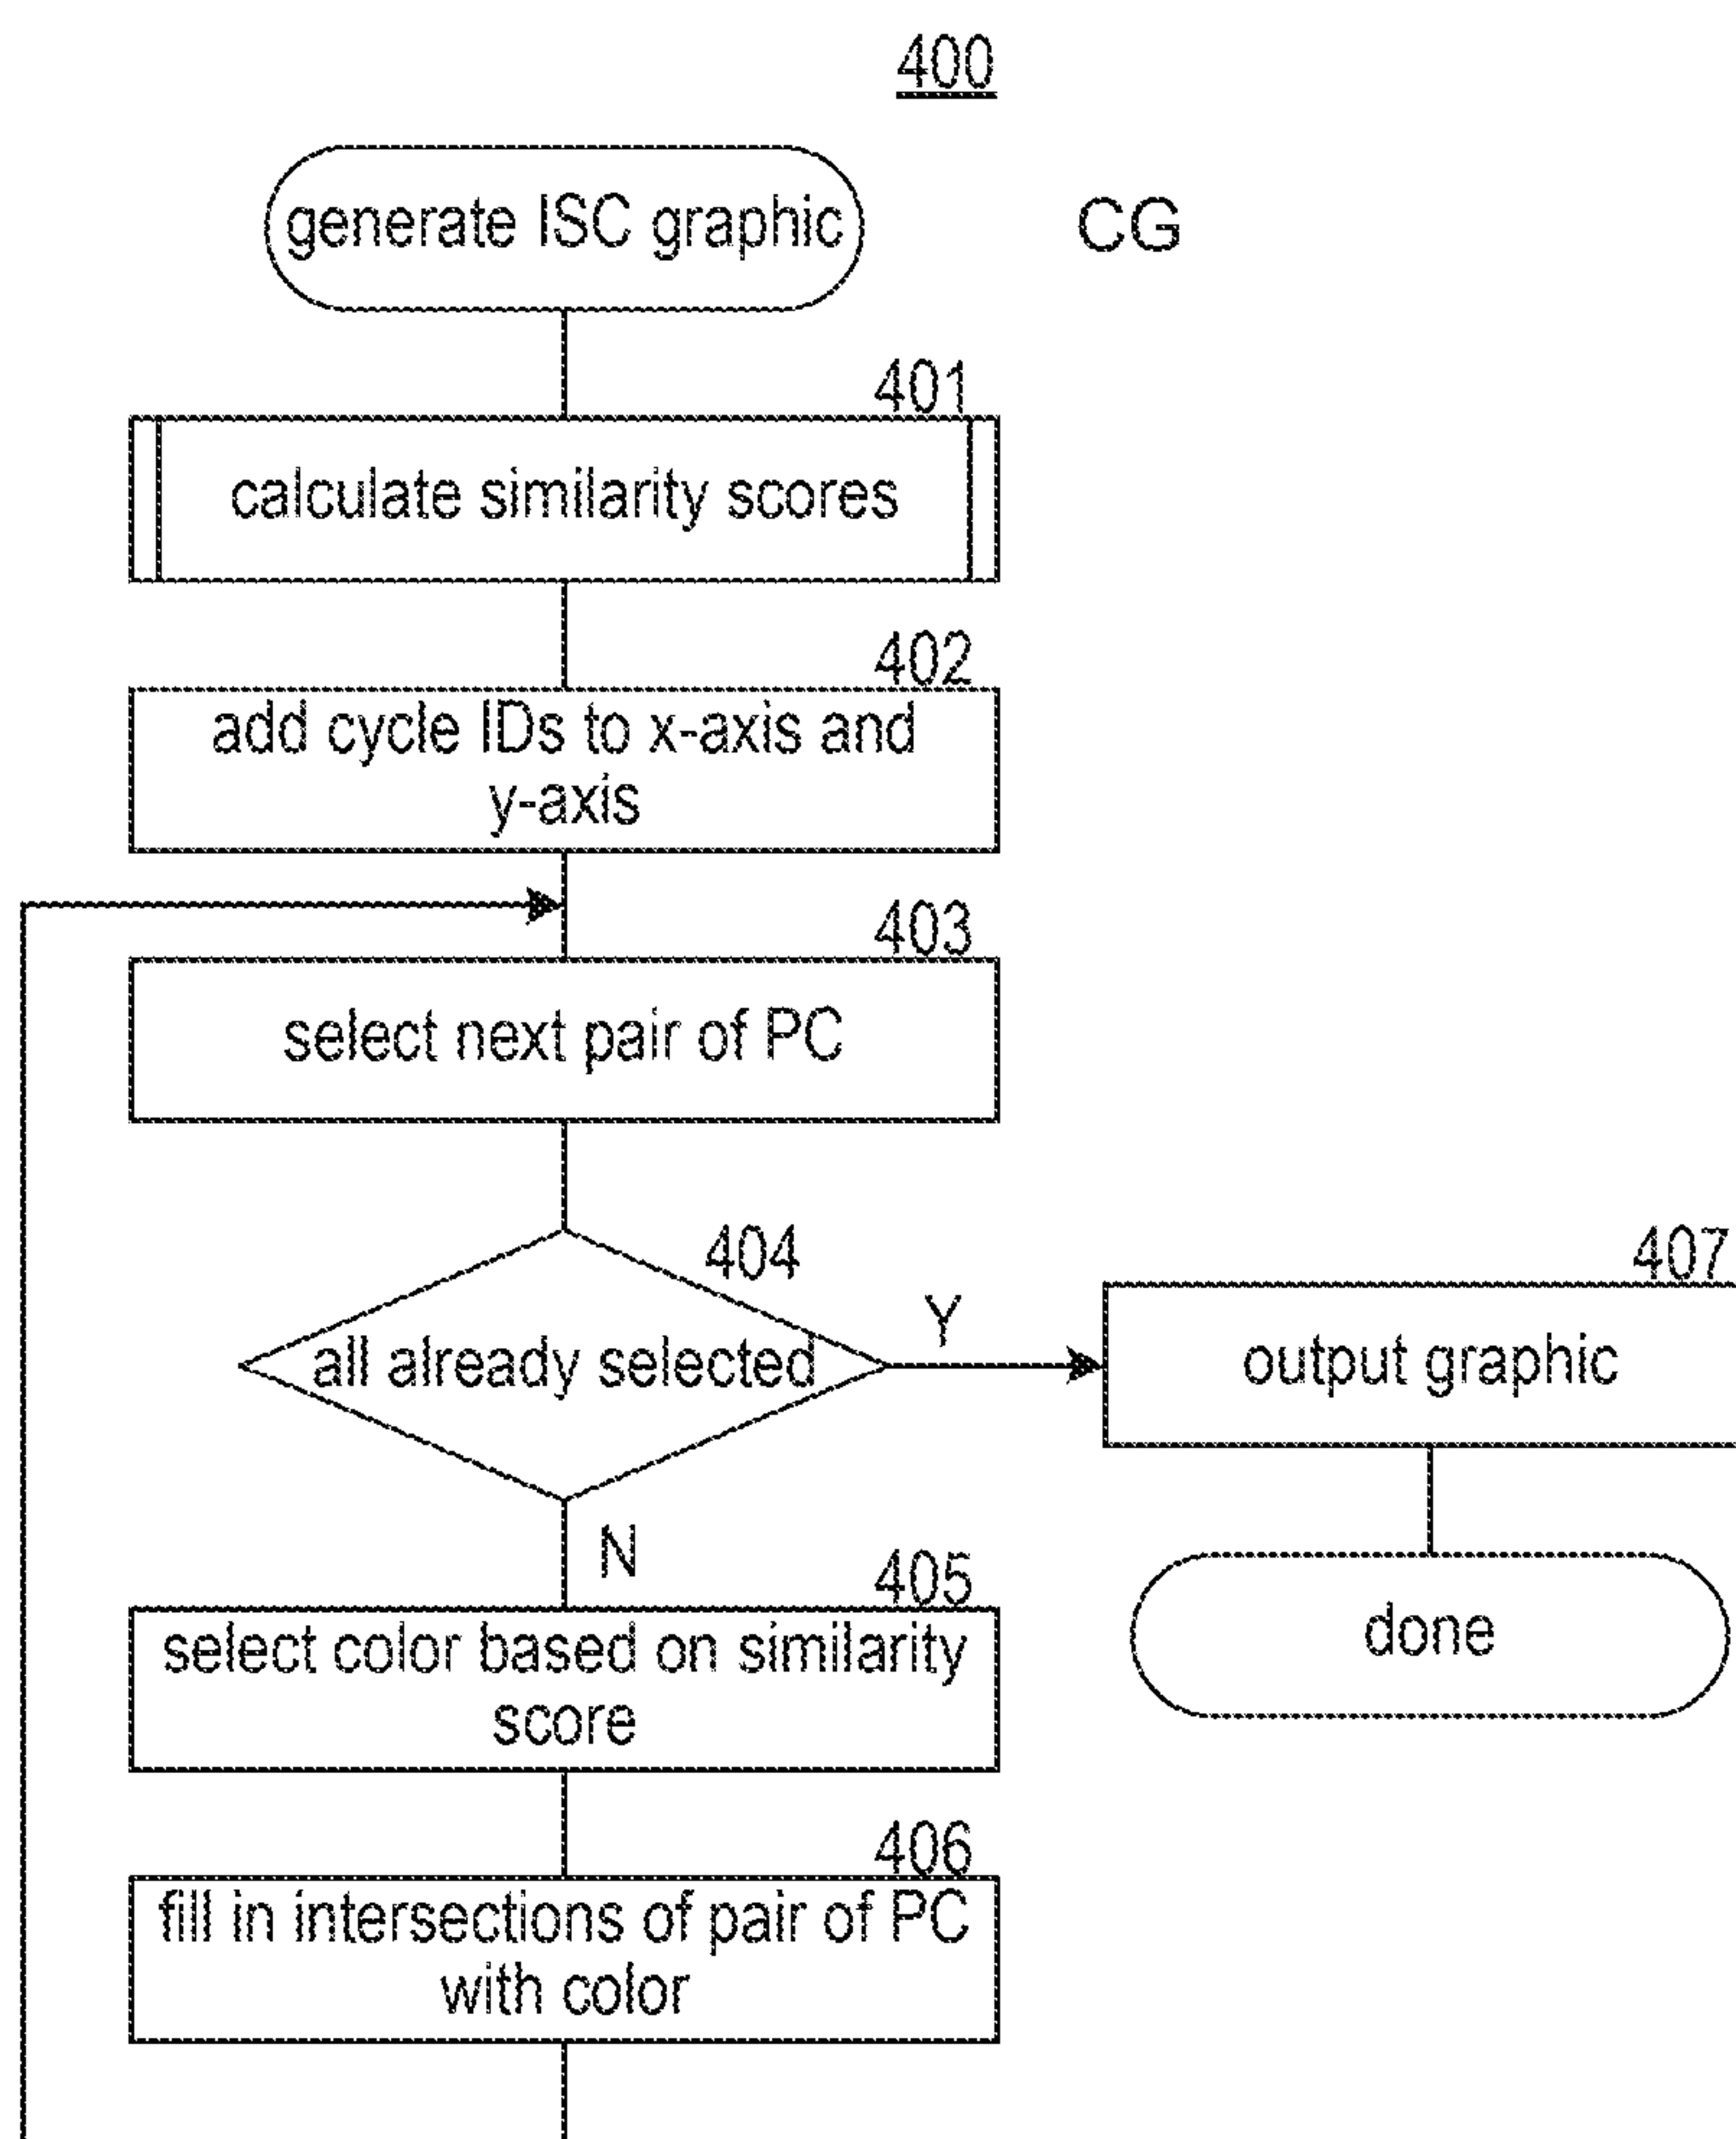 400
generate ISC graphic
CG
401
calculate similarity scores
402
add cycle IDs to x-axis and
y-axis
403
select next pair of PC
404
all already selected
Y
407
output graphic
N
done
405
select color based on similarity
score
406
fill in intersections of pair of PC
with color